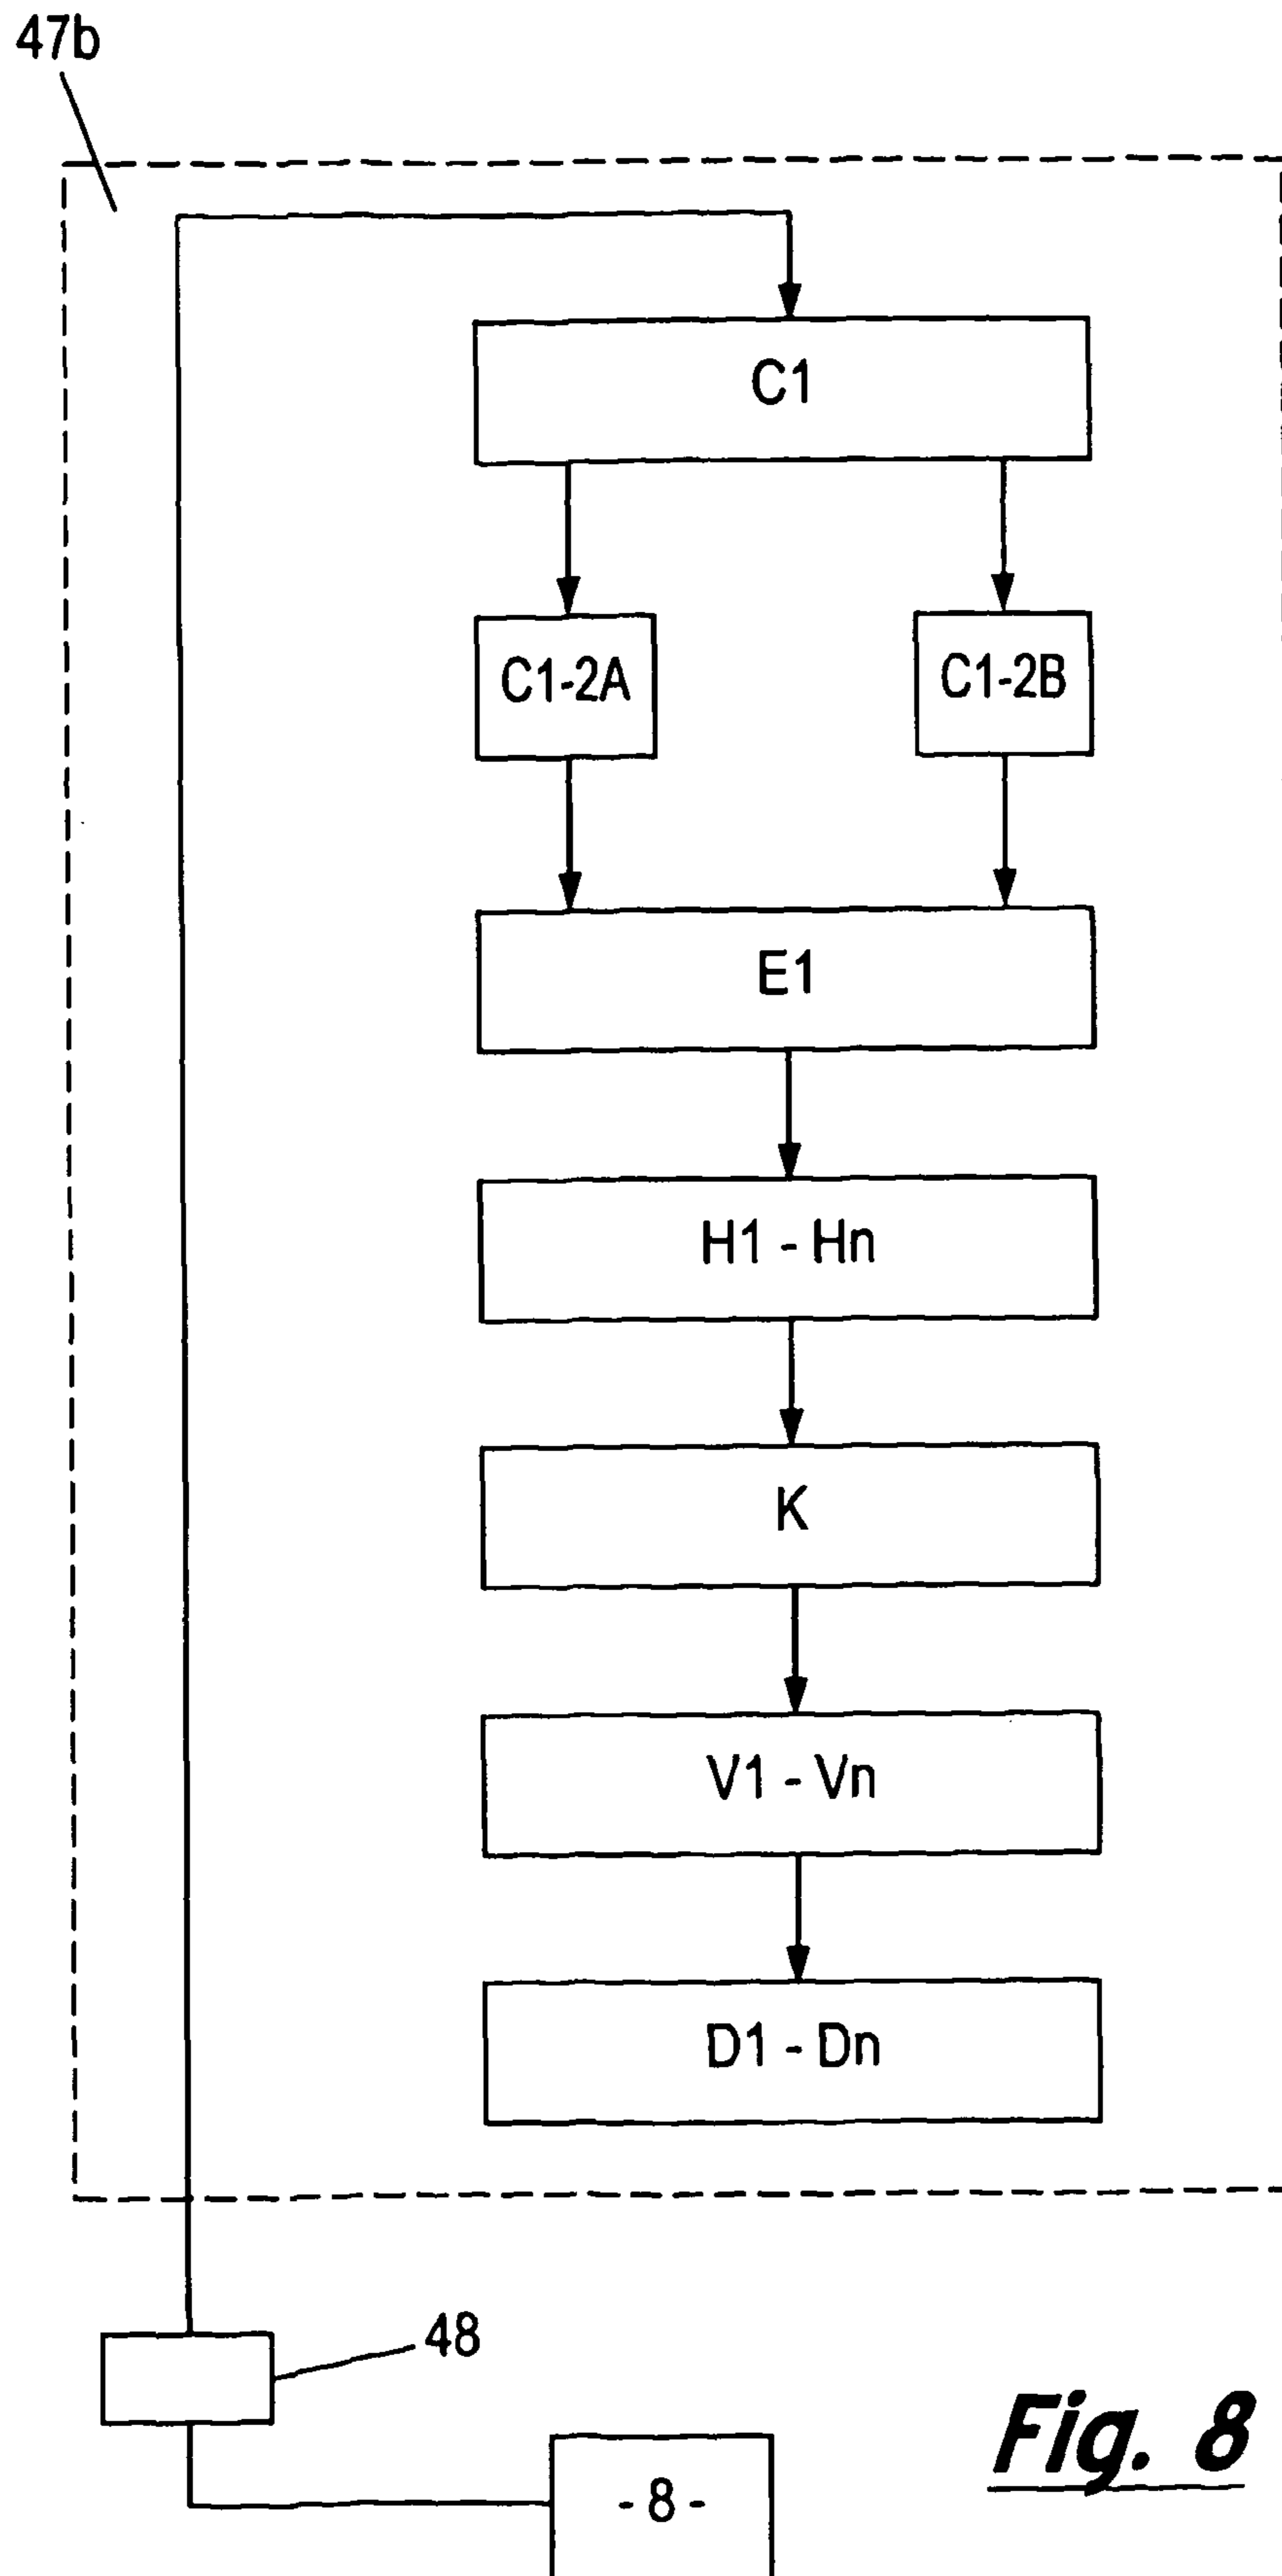 47b
C1
C1-2A
C1-2B
E1
H1 - Hn
K
V1 - Vn
D1 - Dn
48
Fig. 8
- 8 -